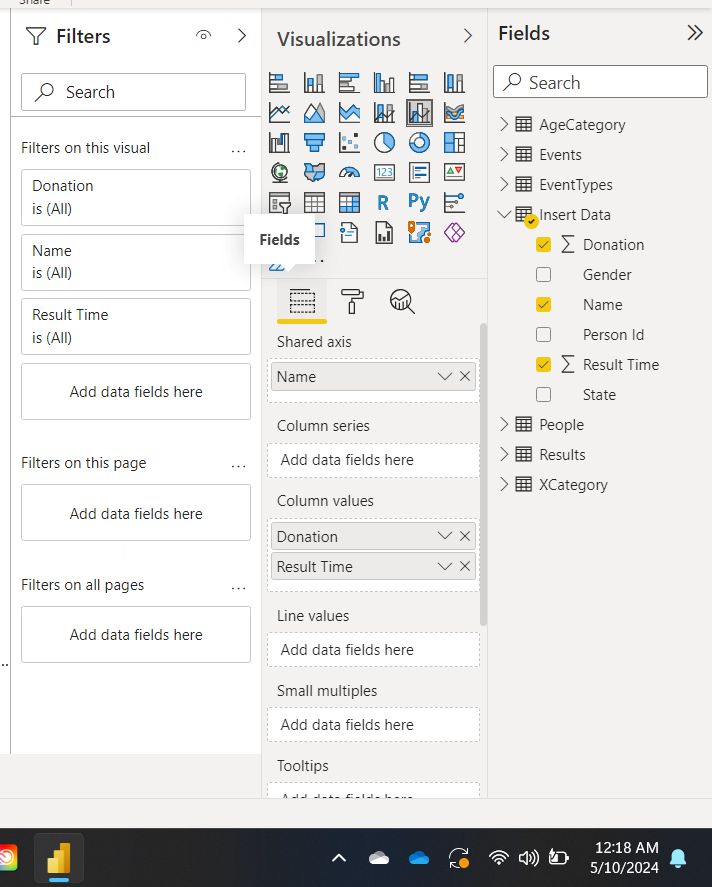 Share
Filters
Search
Filters on this visual
...
Donation
is (All)
Name
is (All)
Result Time
is (All)
Add data fields here
Filters on this page
...
Add data fields here
Filters on all pages
...
Add data fields here
Visualizations
123
R
Py
Fields
Shared axis
Name
Column series
Add data fields here
Column values
Donation
Result Time
Line values
Add data fields here
Small multiples
Add data fields here
Tooltips
Add data fields here
Fields
Search
AgeCategory
Events
EventTypes
Insert Data
Σ Donation
Gender
Name
Person Id
Σ Result Time
State
People
Results
XCategory
12:18 AM
5/10/2024